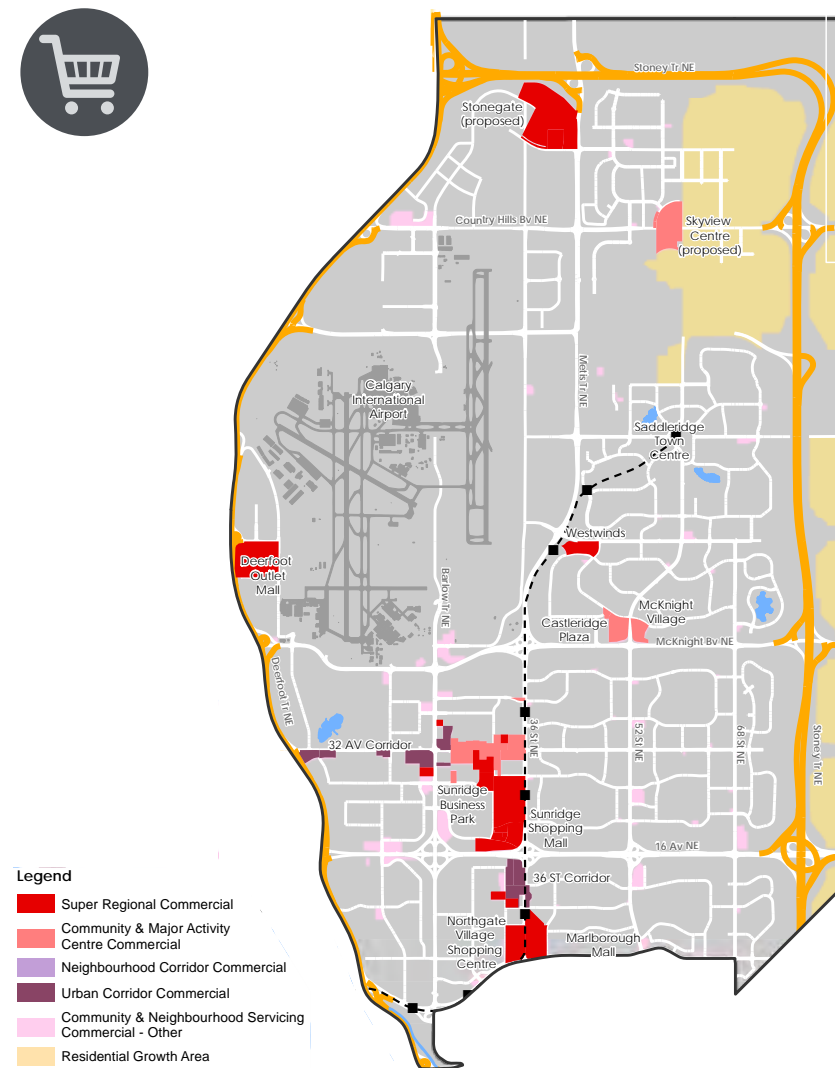 Stoney Tr NE
Stonegate
(proposed)
Country Hills Bv NE
Skyview
Centre
(proposed)
Metis Tr NE
Calgary
International
Airport
Saddleridge
Town
Centre
Westwinds
Deerfoot
Outlet
Mall
Barlow Tr NE
McKnight
Village
Castleridge
Plaza
McKnight Bv NE
Deerfoot Tr NE
32 AV Corridor
36 St NE
52 St NE
68 St NE
Stoney Tr NE
Sunridge
Business
Park
Sunridge
Shopping
Mall
16 Av NE
36 ST Corridor
Northgate
Village
Shopping
Centre
Marlborough
Mall
Legend
Super Regional Commercial
Community & Major Activity
Centre Commercial
Neighbourhood Corridor Commercial
Urban Corridor Commercial
Community & Neighbourhood Servicing
Commercial - Other
Residential Growth Area